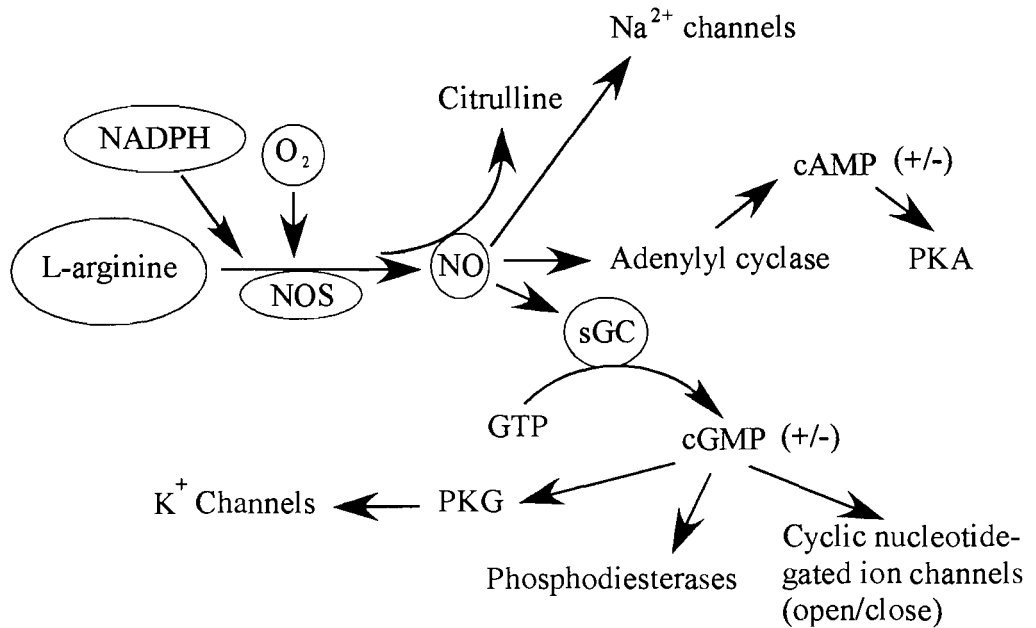 Na²⁺ channels
Citrulline
NADPH
O₂
cAMP (+/-)
L-arginine
NOS
NO
Adenylyl cyclase
PKA
sGC
GTP
cGMP (+/-)
K⁺ Channels
PKG
Phosphodiesterases
Cyclic nucleotide-
gated ion channels
(open/close)